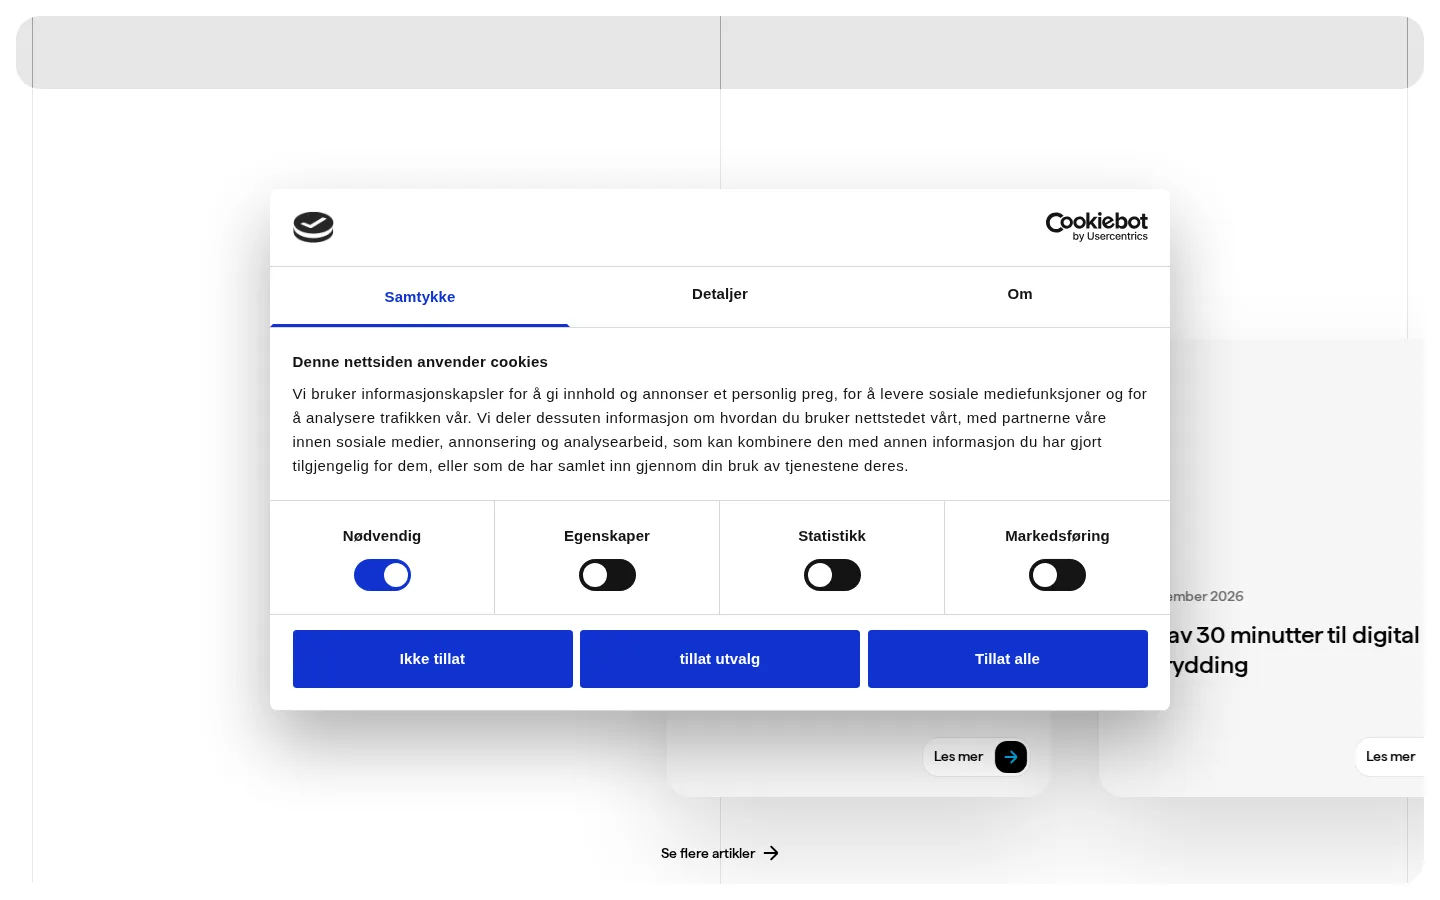 Cookiebot
by Usercentrics
Samtykke
Detaljer
Om
Denne nettsiden anvender cookies
Vi bruker informasjonskapsler for å gi innhold og annonser et personlig preg, for å levere sosiale mediefunksjoner og for
å analysere trafikken vår. Vi deler dessuten informasjon om hvordan du bruker nettstedet vårt, med partnerne våre
innen sosiale medier, annonsering og analysearbeid, som kan kombinere den med annen informasjon du har gjort
tilgjengelig for dem, eller som de har samlet inn gjennom din bruk av tjenestene deres.
Nødvendig
Egenskaper
Statistikk
Markedsføring
Ikke tillat
tillat utvalg
Tillat alle
2026
av 30 minutter til digital
Les mer
Les mer
Se flere artikler